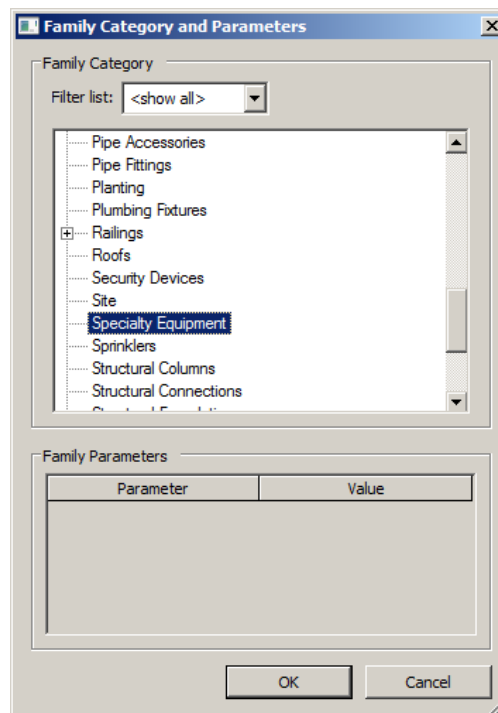 Family Category and Parameters
Family Category
Filter list: <show all>
Pipe Accessories
Pipe Fittings
Planting
Plumbing Fixtures
Railings
Roofs
Security Devices
Site
Specialty Equipment
Sprinklers
Structural Columns
Structural Connections
Family Parameters
Parameter Value
OK Cancel